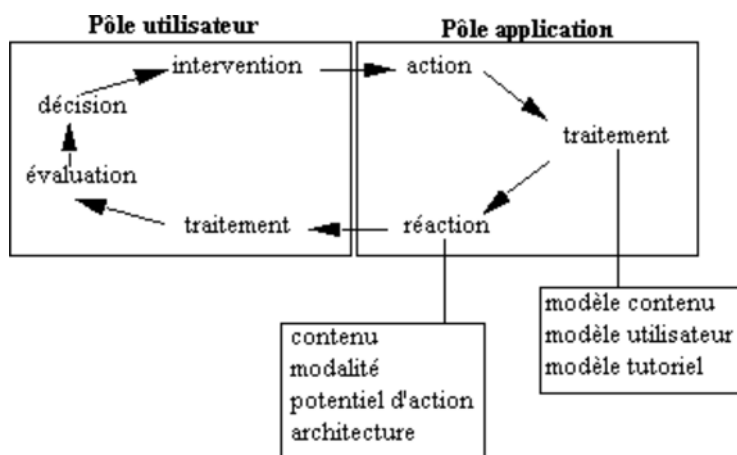 Pôle utilisateur
Pôle application
intervention
action
décision
traitement
évaluation
traitement
réaction
modèle contenu
modèle utilisateur
modèle tutoriel
contenu
modalité
potentiel d'action
architecture